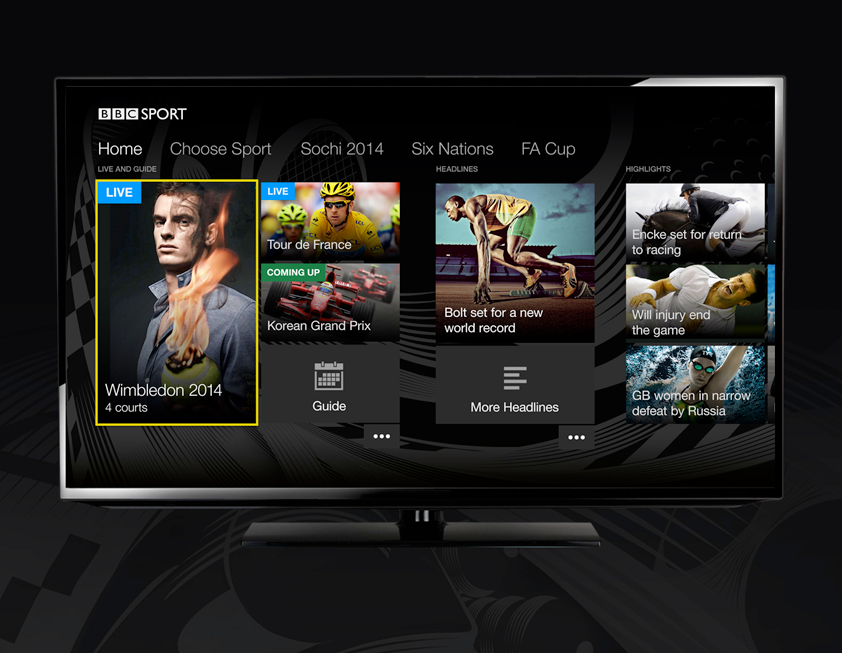 BBC SPORT
Home Choose Sport Sochi 2014 Six Nations FA Cup
LIVE AND GUIDE
LIVE
Wimbledon 2014
4 courts
LIVE
Tour de France
COMING UP
Korean Grand Prix
Guide
HEADLINES
Bolt set for a new
world record
More Headlines
HIGHLIGHTS
Encke set for return
to racing
Will injury end
the game
GB women in narrow
defeat by Russia